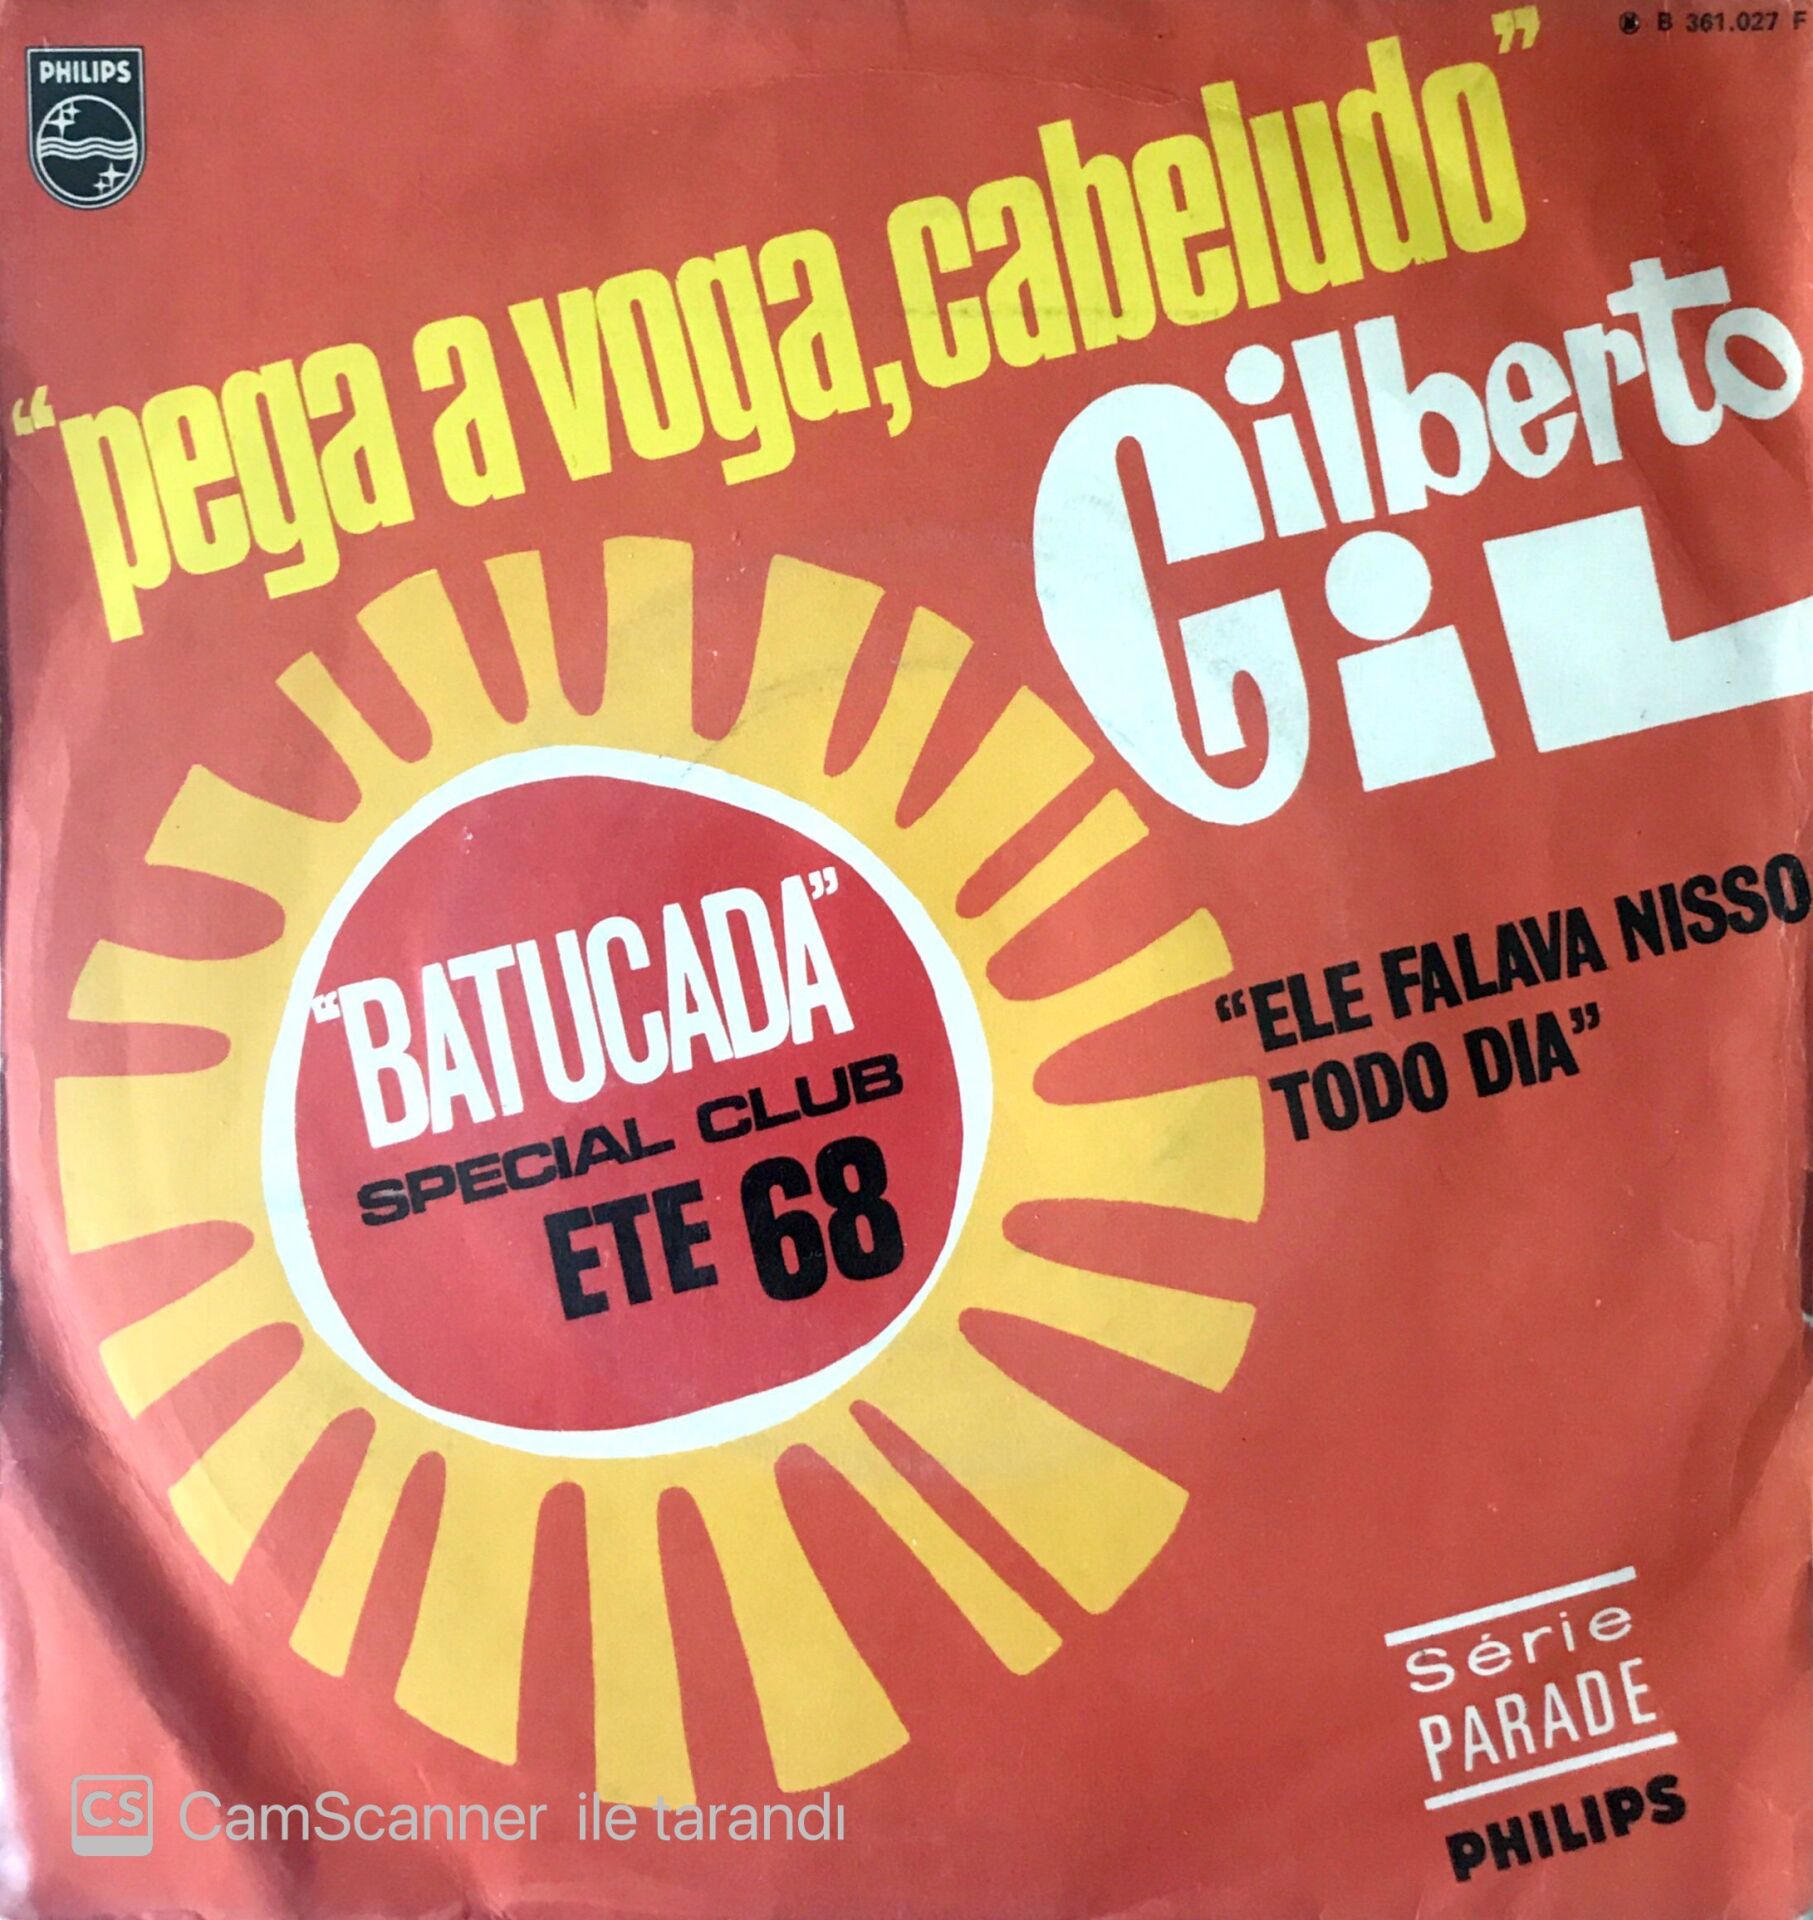 PHILIPS
B 361.027 F
“pega a voga, cabeludo”
Gilberto
GiL
“BATUCADA”
SPECIAL CLUB
ETE 68
“ELE FALAVA NISSO
TODO DIA”
Série
PARADE
PHILIPS
CS CamScanner ile tarandı